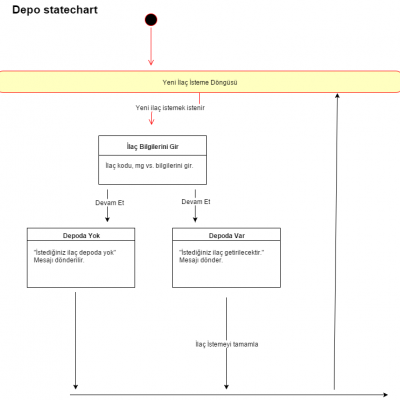 Depo statechart
Yeni İlaç İsteme Döngüsü
Yeni ilaç istemek istenir
İlaç Bilgilerini Gir
İlaç kodu, mg vs. bilgilerini gir.
Devam Et
Devam Et
Depoda Yok
"İstediğiniz ilaç depoda yok"
Mesajı dönderilir.
Depoda Var
"İstediğiniz ilaç getirilecektir."
Mesajı dönder.
İlaç İstemeyi tamamla